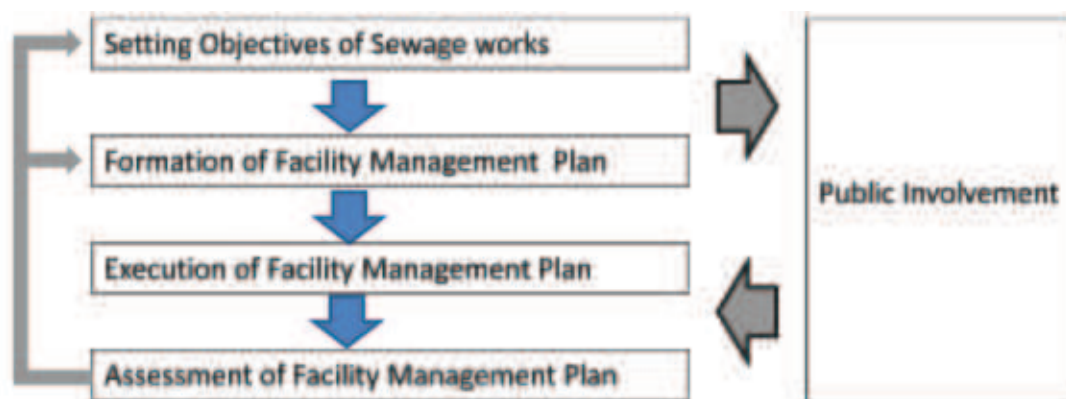 Setting Objectives of Sewage works
Formation of Facility Management Plan
Execution of Facility Management Plan
Assessment of Facility Management Plan
Public Involvement